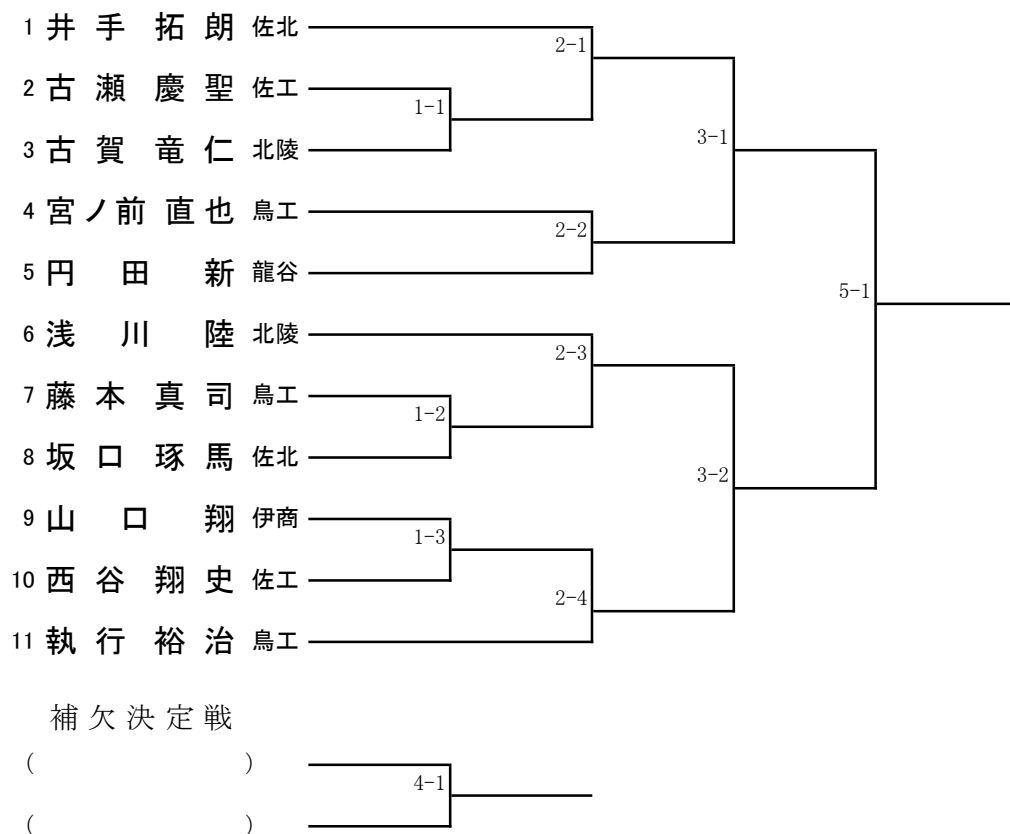 1 井手拓朗 佐北
2-1
2 古瀬慶聖 佐工
1-1
3 古賀竜仁 北陵
3-1
4 宮ノ前直也 鳥工
2-2
5 円田新 龍谷
5-1
6 浅川陸 北陵
2-3
7 藤本真司 鳥工
1-2
8 坂口琢馬 佐北
3-2
9 山口翔 伊商
1-3
10 西谷翔史 佐工
2-4
11 執行裕治 鳥工
補欠決定戦
( )
4-1
( )